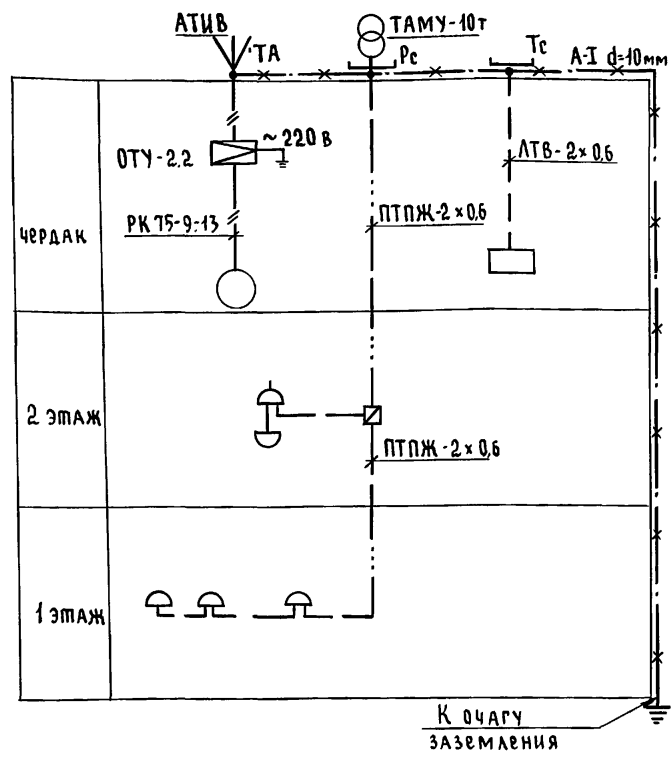 АТИВ
ТА
ТАМУ-10т
Рс
Тс
А-I d=10мм
ОТУ-2.2
~220 в
ЛТВ-2×0,6
РК 75-9-13
ПТПЖ-2×0,6
чердак
2 этаж
ПТПЖ-2×0,6
1 этаж
К очагу
заземления